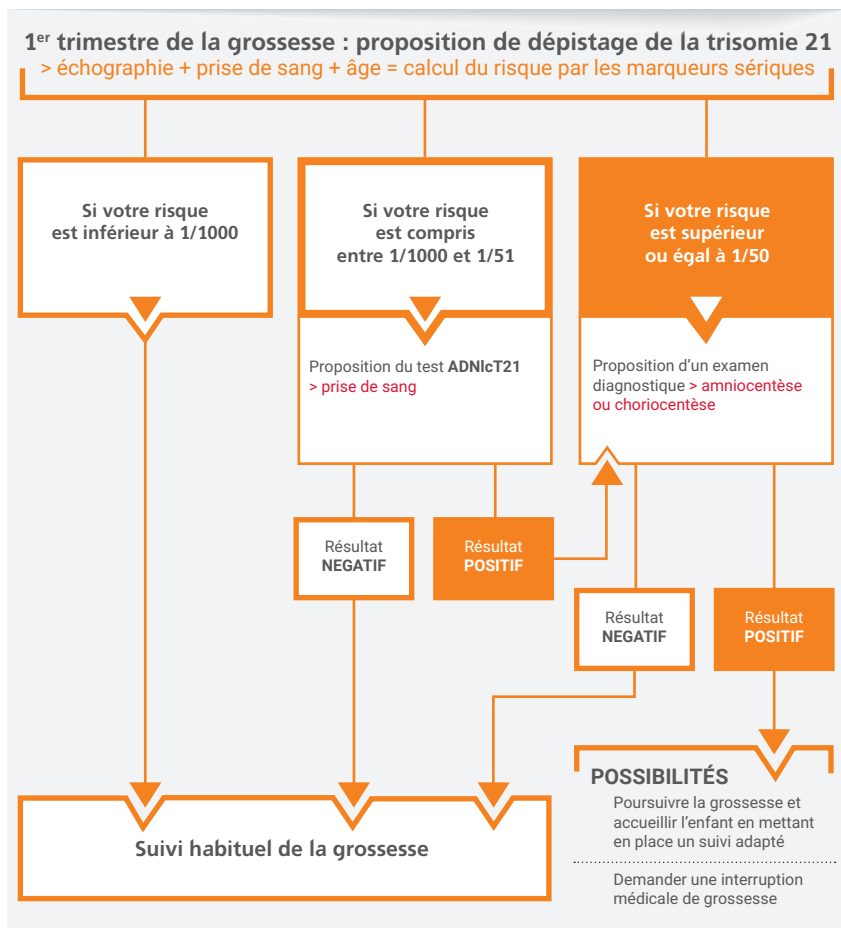 1er trimestre de la grossesse : proposition de dépistage de la trisomie 21
> échographie + prise de sang + âge = calcul du risque par les marqueurs sériques
Si votre risque
est inférieur à 1/1000
Si votre risque
est compris
entre 1/1000 et 1/51
Si votre risque
est supérieur
ou égal à 1/50
Proposition du test ADNlcT21
> prise de sang
Proposition d’un examen
diagnostique > amniocentèse
ou choriocentèse
Résultat
NEGATIF
Résultat
POSITIF
Résultat
NEGATIF
Résultat
POSITIF
Suivi habituel de la grossesse
POSSIBILITÉS
Poursuivre la grossesse et
accueillir l’enfant en mettant
en place un suivi adapté
Demander une interruption
médicale de grossesse